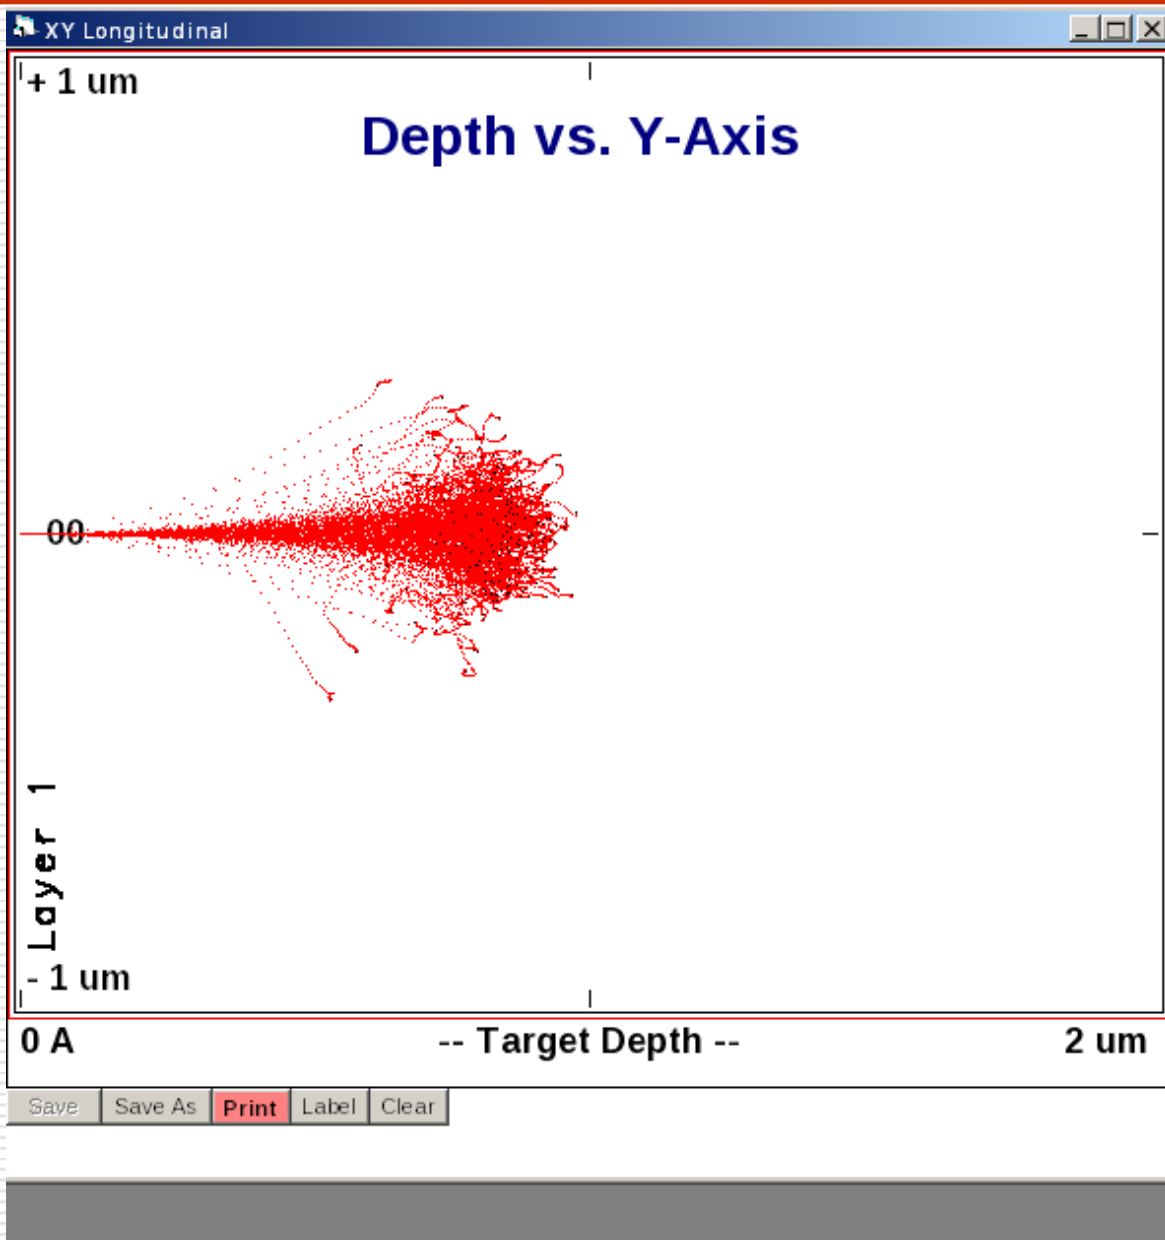 XY Longitudinal
+ 1 um
Depth vs. Y-Axis
00
Layer 1
- 1 um
0 A -- Target Depth -- 2 um
Save Save As Print Label Clear